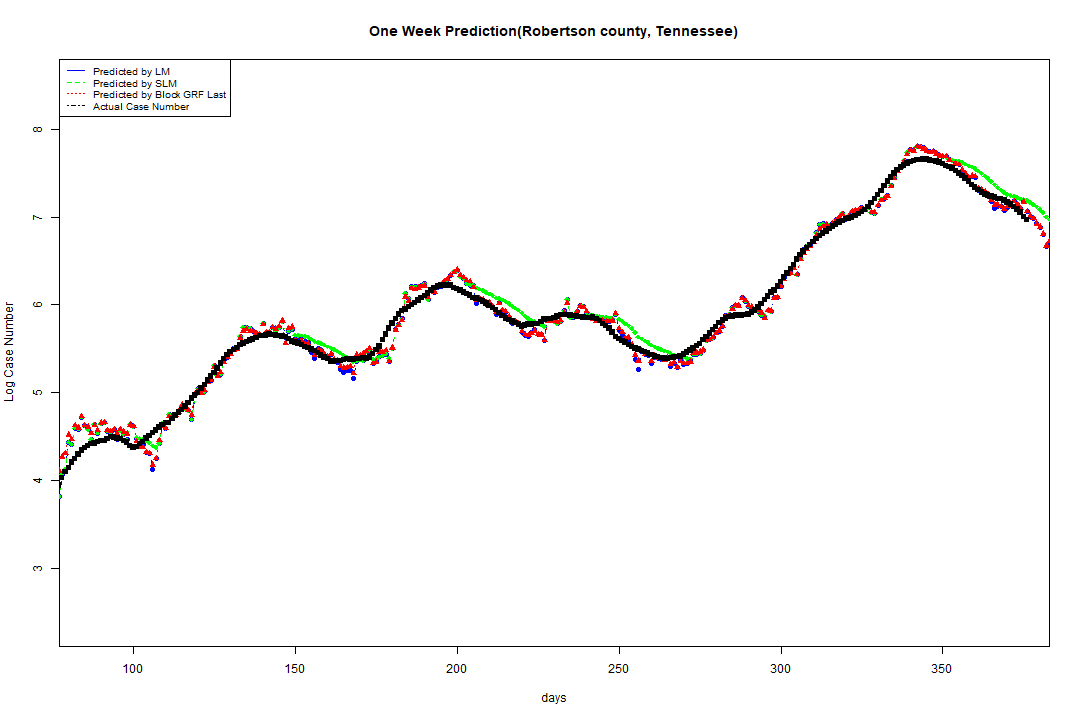 One Week Prediction(Robertson county, Tennessee)
Predicted by LM
Predicted by SLM
Predicted by Block GRF Last
Actual Case Number
8
7
6
5
4
3
Log Case Number
100 150 200 250 300 350
days